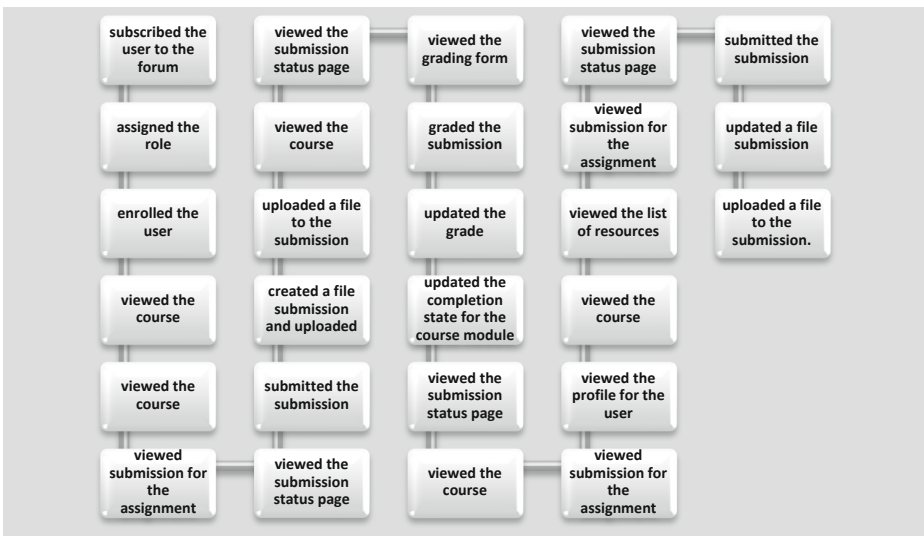 subscribed the
user to the
forum
assigned the
role
enrolled the
user
viewed the
course
viewed the
course
viewed
submission for
the
assignment
viewed the
submission
status page
submitted the
submission
created a file
submission
and uploaded
uploaded a file
to the
submission
viewed the
course
viewed the
submission
status page
viewed the
grading form
graded the
submission
updated the
grade
updated the
completion
state for the
course module
viewed the
submission
status page
viewed the
course
viewed
submission for
the
assignment
viewed the
profile for the
user
viewed the
course
viewed the list
of resources
viewed
submission for
the
assignment
viewed the
submission
status page
submitted the
submission
updated a file
submission
uploaded a file
to the
submission.